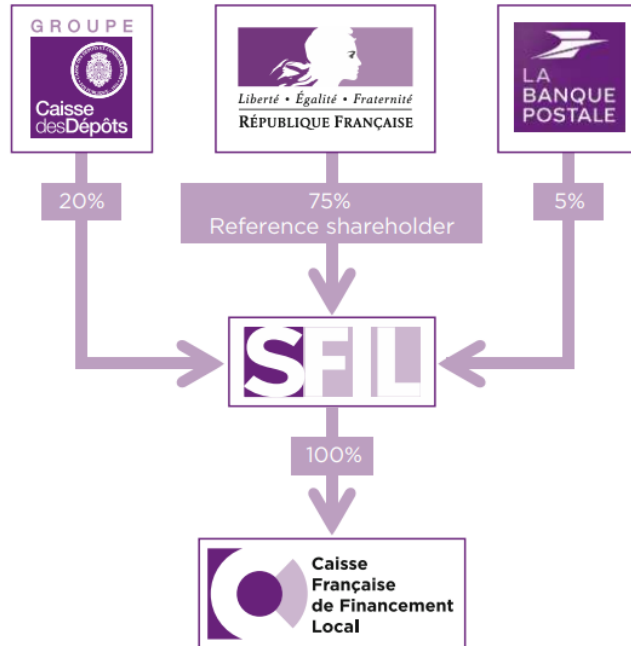 GROUPE
Caisse
desDépôts
Liberté • Égalité • Fraternité
RÉPUBLIQUE FRANÇAISE
LA
BANQUE
POSTALE
20%
75%
Reference shareholder
5%
SFIL
100%
Caisse
Française
de Financement
Local